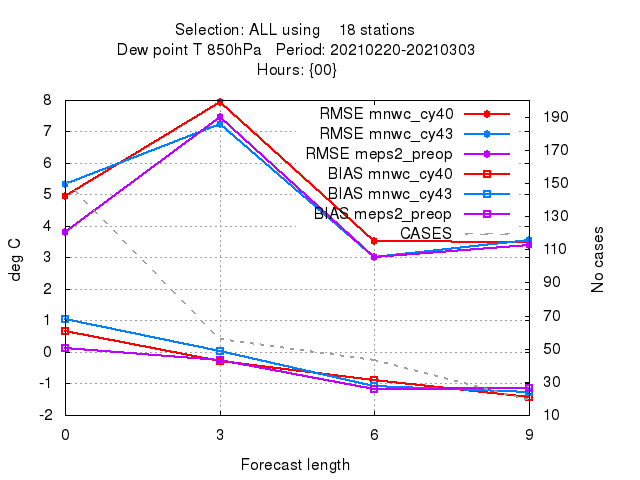 Selection: ALL using 18 stations
Dew point T 850hPa Period: 20210220-20210303
Hours: {00}
8
7
6
5
4
3
2
1
0
-1
-2
deg C
RMSE mnwc_cy40
RMSE mnwc_cy43
RMSE meps2_preop
BIAS mnwc_cy40
BIAS mnwc_cy43
BIAS meps2_preop
CASES
190
170
150
130
110
90
70
50
30
10
No cases
0 3 6 9
Forecast length